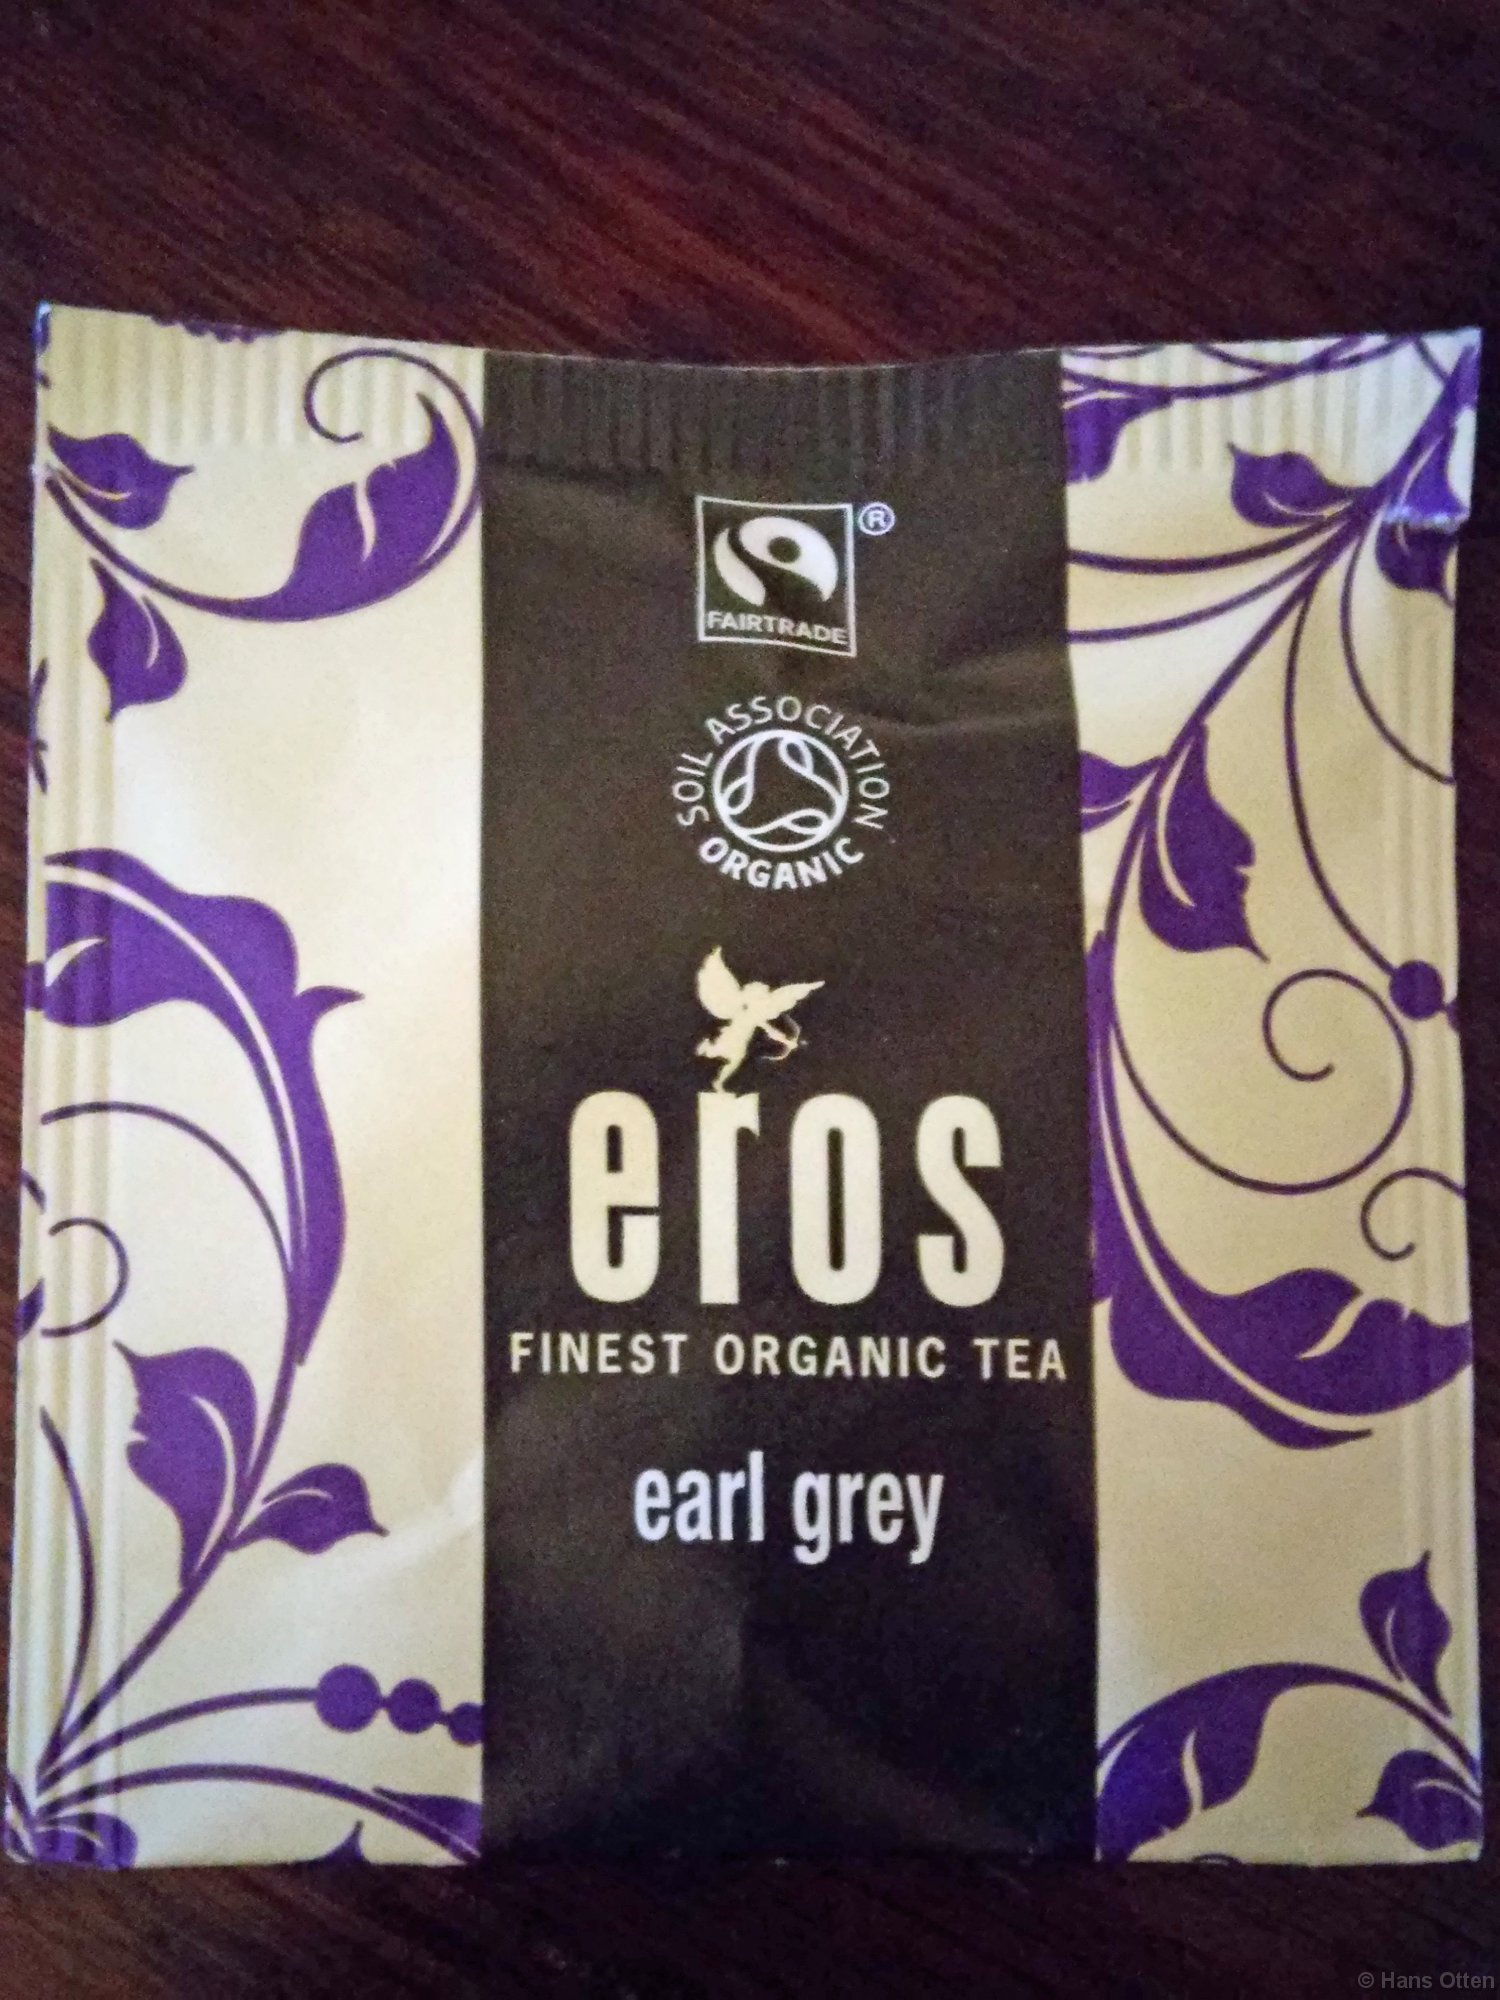 ®
FAIRTRADE
SOIL ASSOCIATION
ORGANIC
eros
FINEST ORGANIC TEA
earl grey
© Hans Otten